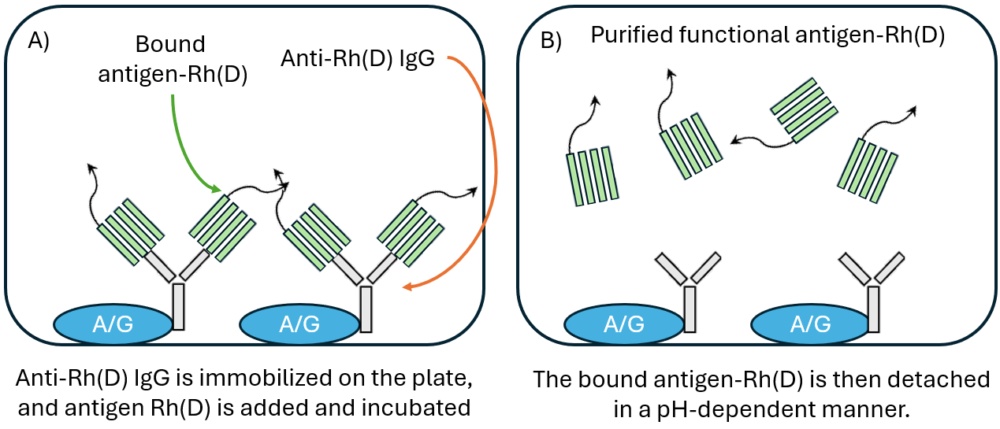 A)
Bound
antigen-Rh(D)
Anti-Rh(D) IgG
A/G
A/G
Anti-Rh(D) IgG is immobilized on the plate,
and antigen Rh(D) is added and incubated
B)
Purified functional antigen-Rh(D)
A/G
A/G
The bound antigen-Rh(D) is then detached
in a pH-dependent manner.